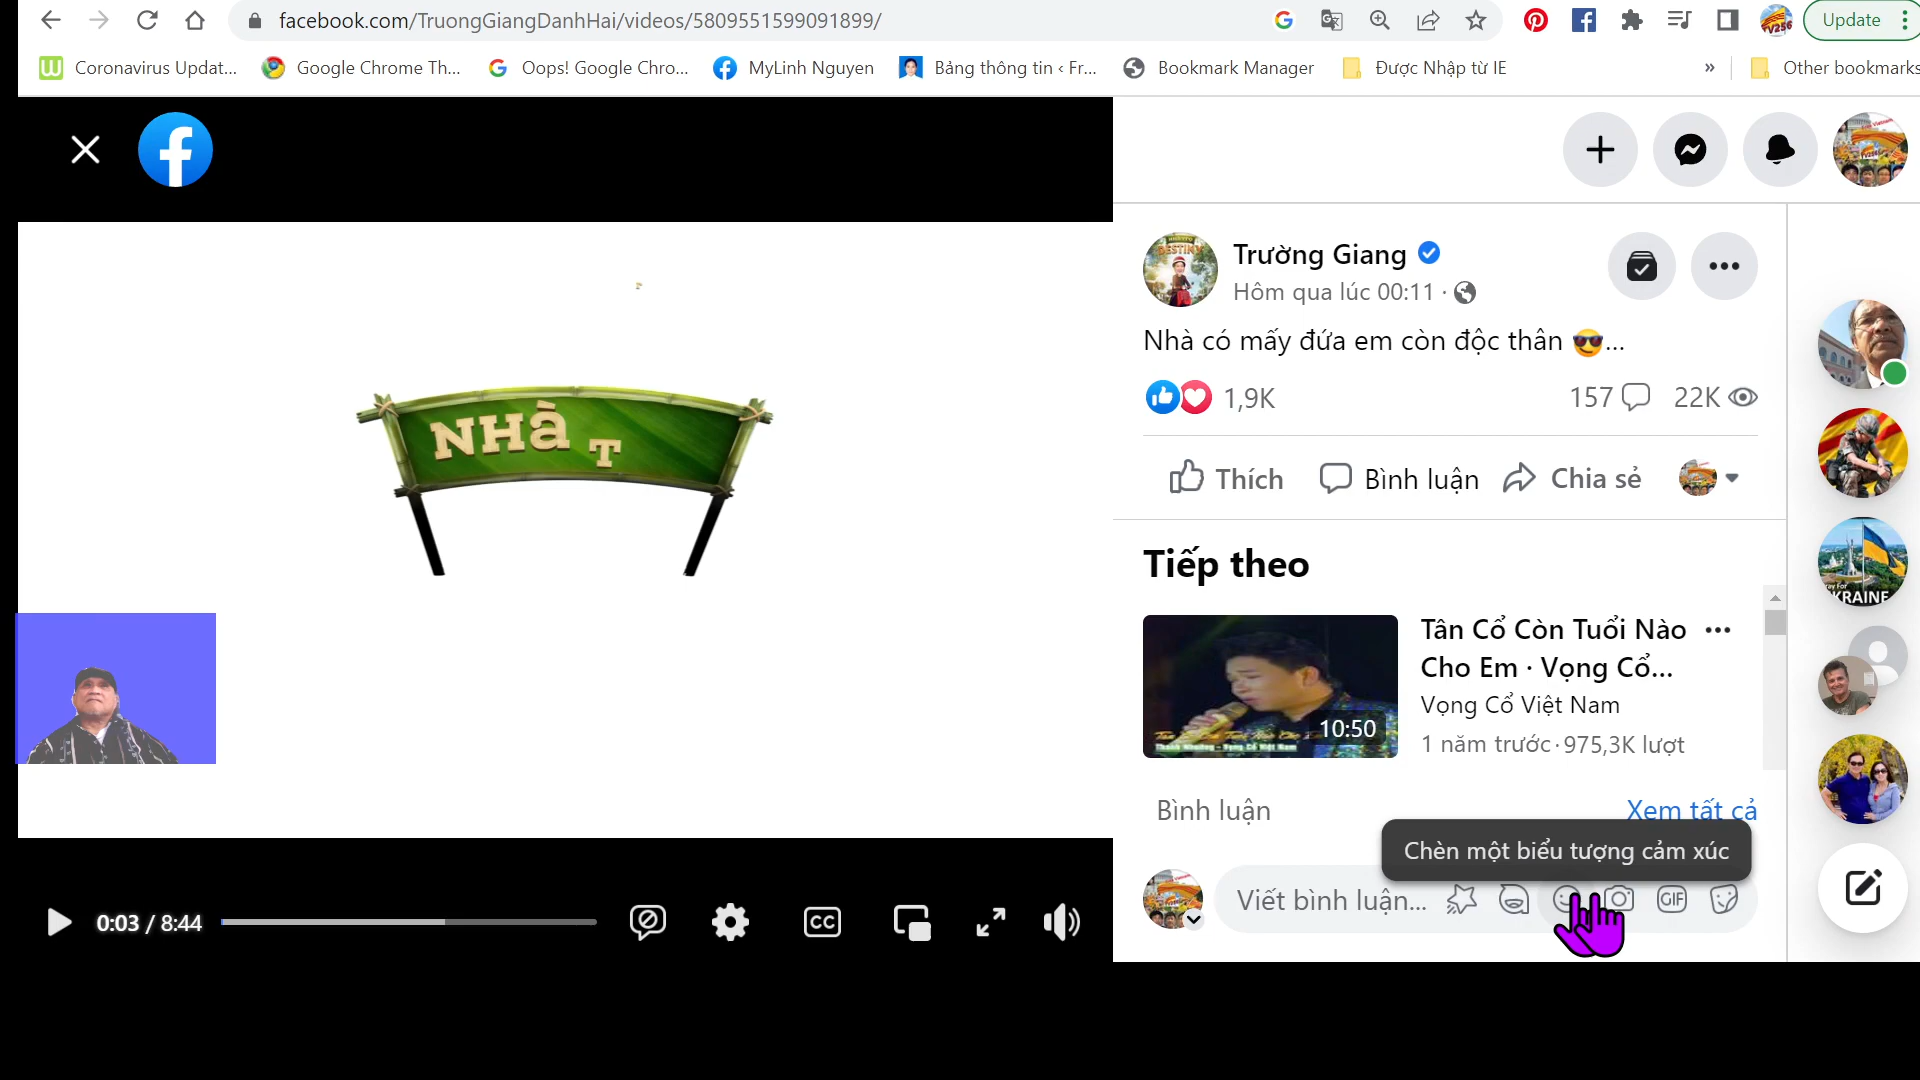 facebook.com/TruongGiangDanhHai/videos/5809551599091899/
Update
Coronavirus Updat...
Google Chrome Th...
Oops! Google Chro...
MyLinh Nguyen
Bảng thông tin ‹ Fr...
Bookmark Manager
Được Nhập từ IE
»
Other bookmarks
Trường Giang
Hôm qua lúc 00:11 ·
Nhà có mấy đứa em còn độc thân 😎...
1,9K
157
22K
Thích
Bình luận
Chia sẻ
NHà T
Tiếp theo
Tân Cổ Còn Tuổi Nào
Cho Em · Vọng Cổ...
Vọng Cổ Việt Nam
1 năm trước · 975,3K lượt
10:50
KRAINE
Bình luận
Xem tất cả
Chèn một biểu tượng cảm xúc
Viết bình luận...
GIF
0:03 / 8:44
CC